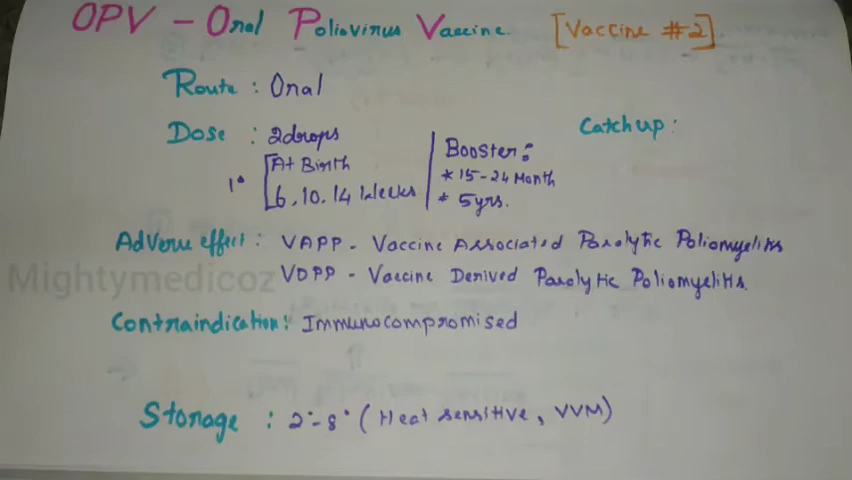 OPV - Oral Poliovirus Vaccine. [Vaccine #2]
Route : Oral
Dose : 2drops
1° [At Birth
6, 10, 14 Weeks
Booster :
* 15-24 Month
* 5yrs.
Catch up :
Adverse effect : VAPP - Vaccine Associated Paralytic Poliomyelitis
VDPP - Vaccine Derived Paralytic Poliomyelitis.
Mightymedicoz
Contraindication : Immunocompromised
Storage : 2°-8° (Heat sensitive, VVM)